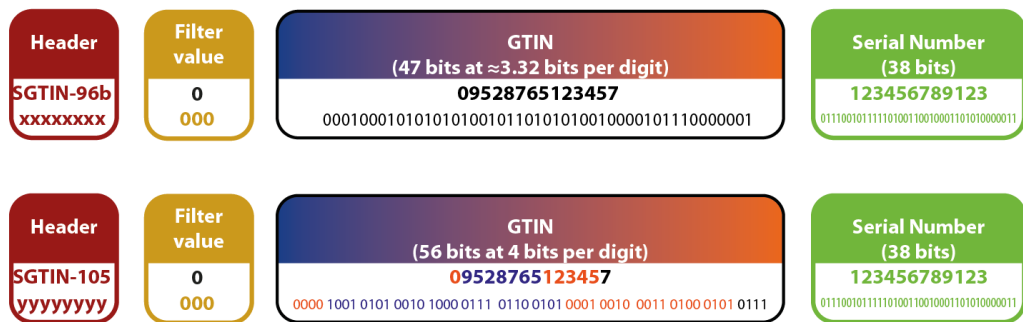 Header
SGTIN-96b
xxxxxxxx
Filter
value
0
000
GTIN
(47 bits at ≈3.32 bits per digit)
09528765123457
00010001010101010010110101010010000101110000001
Serial Number
(38 bits)
123456789123
01110010111110100110010001101010000011
Header
SGTIN-105
yyyyyyyy
Filter
value
0
000
GTIN
(56 bits at 4 bits per digit)
09528765123457
0000 1001 0101 0010 1000 0111 0110 0101 0001 0010 0011 0100 0101 0111
Serial Number
(38 bits)
123456789123
01110010111110100110010001101010000011